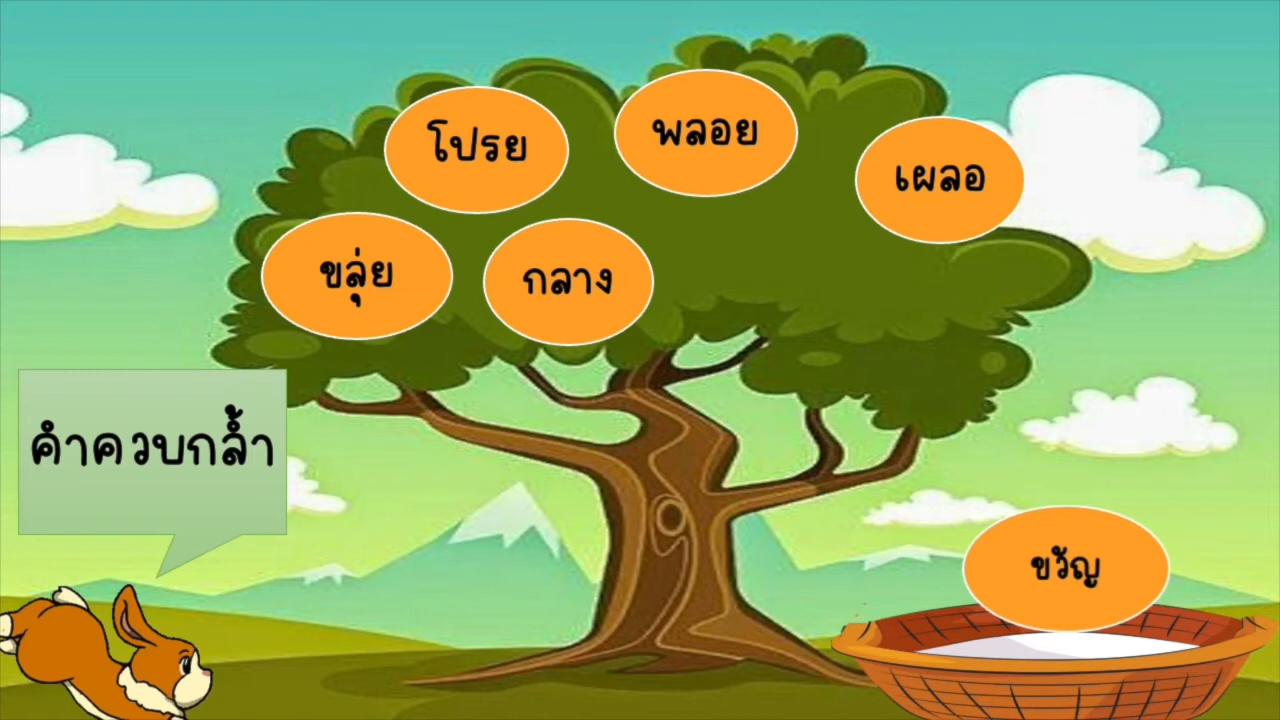 โปรย
พลอย
เผลอ
ขลุ่ย
กลาง
คำควบกล้ำ
ขวัญ